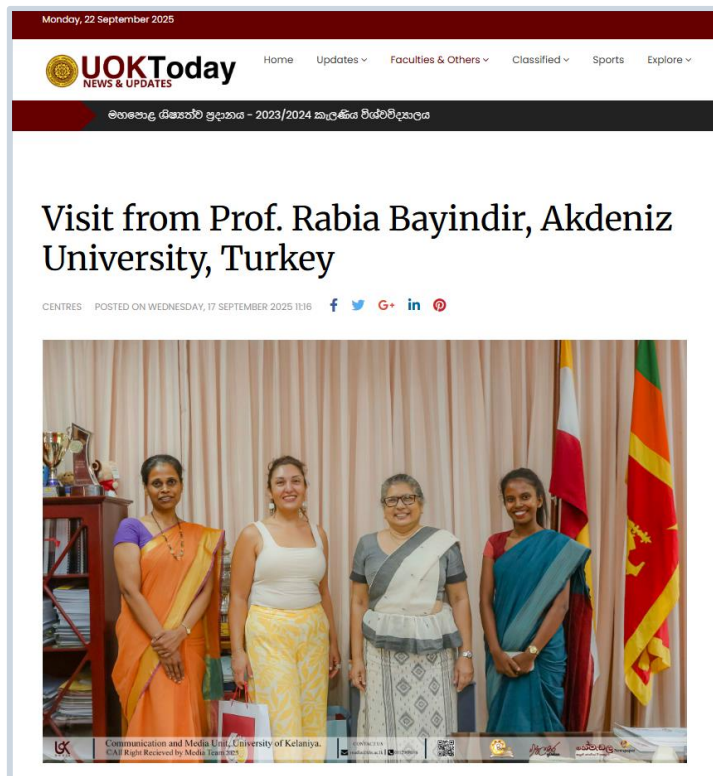 Monday, 22 September 2025
UOKToday
NEWS & UPDATES
Home Updates Faculties & Others Classified Sports Explore
මහපොළ ශිෂ්‍යත්ව ප්‍රදානය - 2023/2024 කැලණිය විශ්වවිද්‍යාලය
Visit from Prof. Rabia Bayindir, Akdeniz
University, Turkey
CENTRES POSTED ON WEDNESDAY, 17 SEPTEMBER 2025 11:16
Communication and Media Unit, University of Kelaniya.
©All Right Recieved by Media Team 2025
CONTACT US